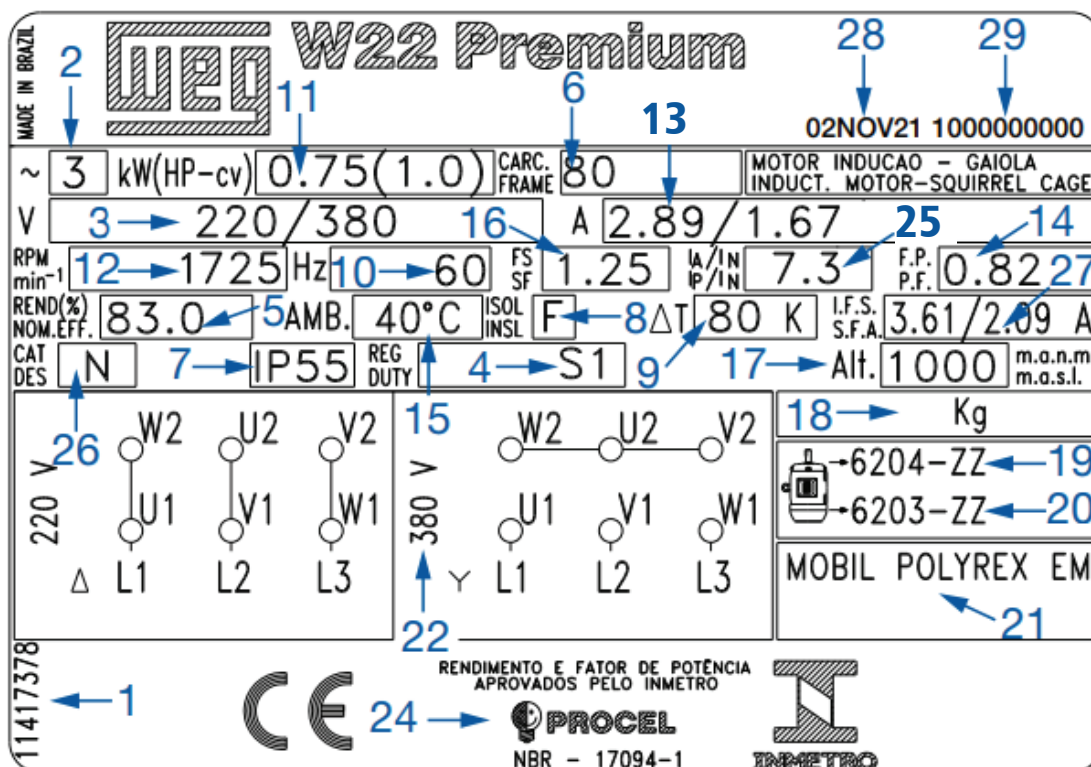 MADE IN BRAZIL
2
WEG
W22 Premium
11
6
13
28
29
02NOV21 1000000000
~ 3 kW(HP-cv) 0.75(1.0) CARC. FRAME 80 MOTOR INDUCAO - GAIOLA
INDUCT. MOTOR-SQUIRREL CAGE
V 3 220/380 16 A 2.89/1.67
25
14
RPM min-1 12 1725 Hz 10 60 FS SF 1.25 IA/IN IP/IN 7.3 F.P. P.F. 0.82 27
REND(%) NOM.EFF. 83.0 5 AMB. 40°C ISOL INSL F 8 ΔT 80 K I.F.S. S.F.A. 3.61/2.09 A
CAT DES N 7 IP55 REG DUTY 4 S1 9 17 Alt. 1000 m.a.n.m m.a.s.l.
26
15
220 V
W2 U2 V2
U1 V1 W1
Δ L1 L2 L3
380 V
W2 U2 V2
U1 V1 W1
Y L1 L2 L3
22
18 Kg
6204-ZZ 19
6203-ZZ 20
MOBIL POLYREX EM
21
11417378
1
CE
RENDIMENTO E FATOR DE POTÊNCIA
APROVADOS PELO INMETRO
24 PROCEL
NBR - 17094-1
INMETRO